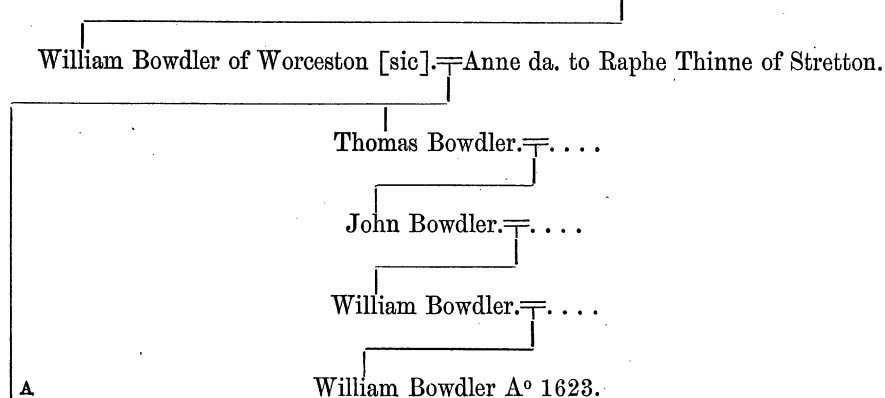 William Bowdler of Worceston [sic].=Anne da. to Raphe Thinne of Stretton.
Thomas Bowdler.=. . . .
John Bowdler.=. . . .
William Bowdler.=. . . .
A William Bowdler Aº 1623.